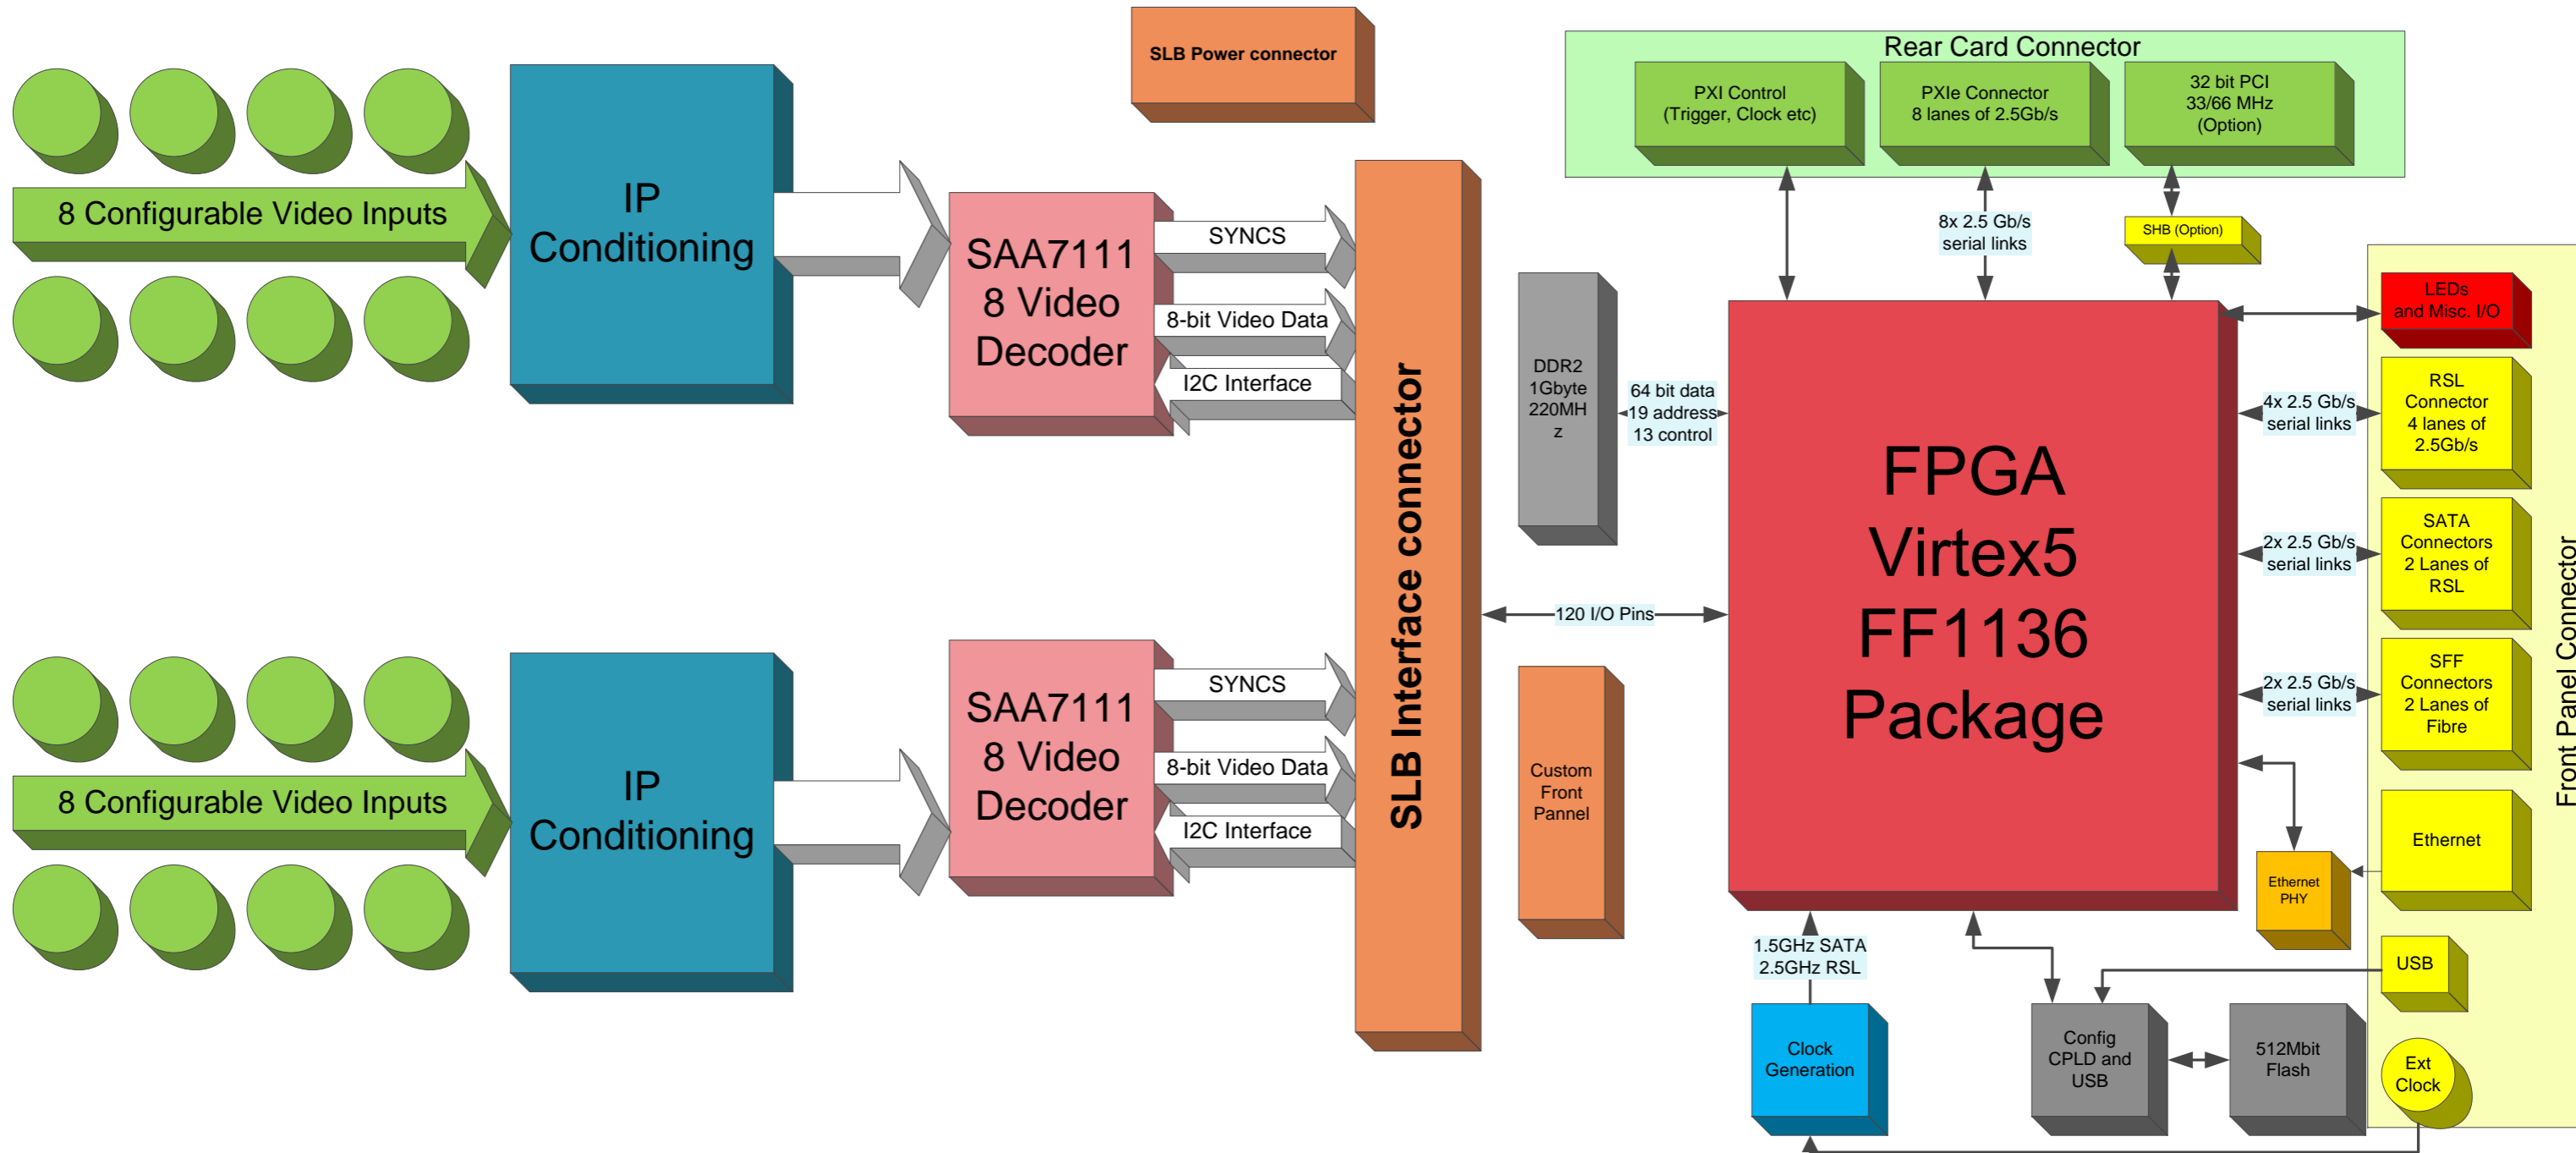 SLB Power connector
8 Configurable Video Inputs
IP
Conditioning
SAA7111
8 Video
Decoder
SYNCS
8-bit Video Data
I2C Interface
8 Configurable Video Inputs
IP
Conditioning
SAA7111
8 Video
Decoder
SYNCS
8-bit Video Data
I2C Interface
SLB Interface connector
Rear Card Connector
PXI Control
(Trigger, Clock etc)
PXIe Connector
8 lanes of 2.5Gb/s
32 bit PCI
33/66 MHz
(Option)
8x 2.5 Gb/s
serial links
SHB (Option)
DDR2
1Gbyte
220MH
z
64 bit data
19 address
13 control
120 I/O Pins
Custom
Front
Pannel
FPGA
Virtex5
FF1136
Package
4x 2.5 Gb/s
serial links
2x 2.5 Gb/s
serial links
2x 2.5 Gb/s
serial links
LEDs
and Misc. I/O
RSL
Connector
4 lanes of
2.5Gb/s
SATA
Connectors
2 Lanes of
RSL
SFF
Connectors
2 Lanes of
Fibre
Ethernet
Ethernet
PHY
USB
Ext
Clock
Front Panel Connector
1.5GHz SATA
2.5GHz RSL
Clock
Generation
Config
CPLD and
USB
512Mbit
Flash